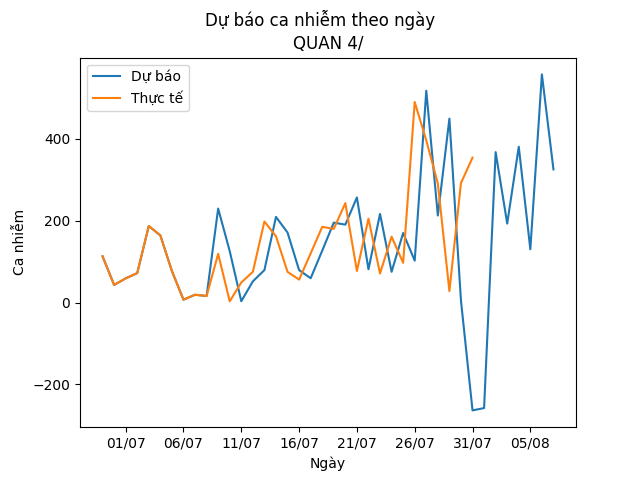 Dự báo ca nhiễm theo ngày
QUAN 4/
Dự báo
Thực tế
Ca nhiễm
400
200
0
−200
01/07 06/07 11/07 16/07 21/07 26/07 31/07 05/08
Ngày